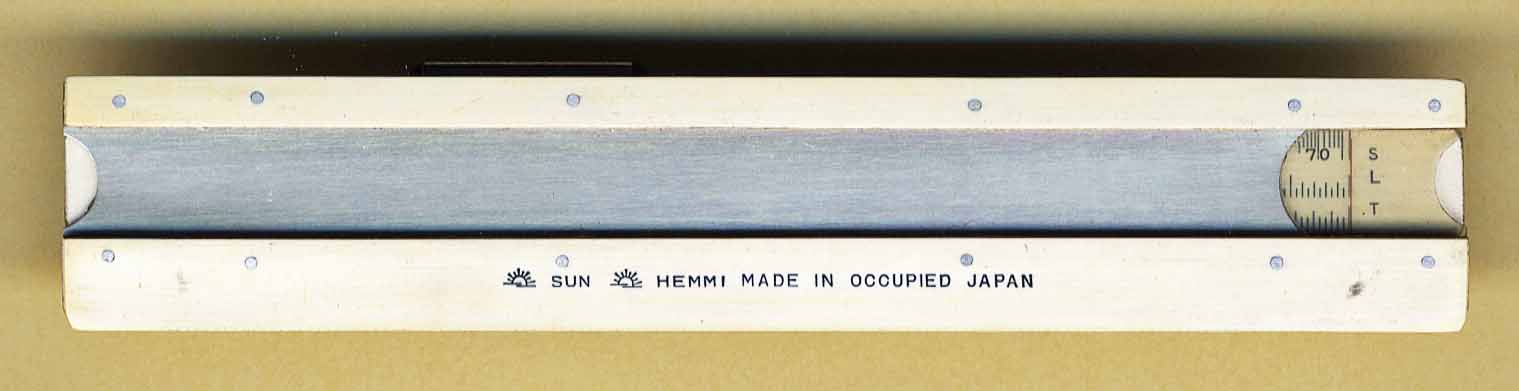 70
S
L
T
SUN HEMMI MADE IN OCCUPIED JAPAN